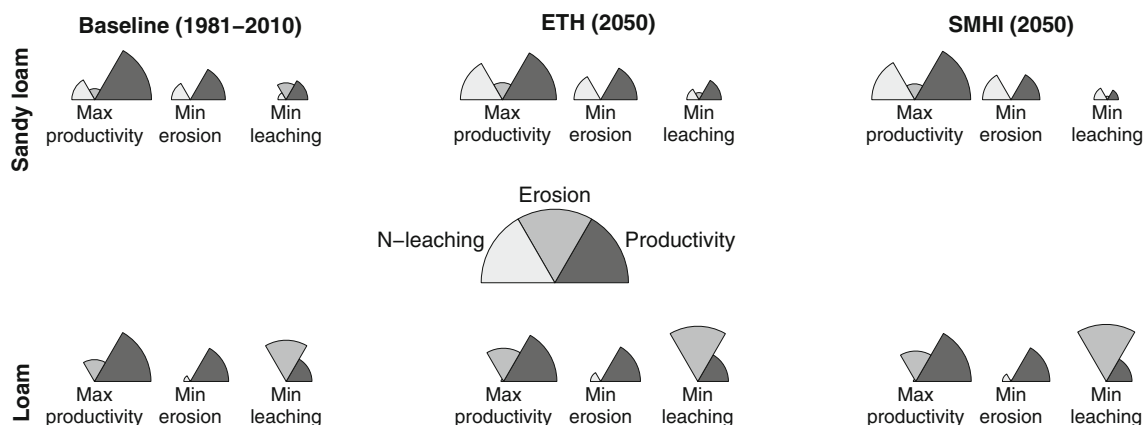 Baseline (1981−2010)
ETH (2050)
SMHI (2050)
Sandy loam
Max
productivity
Min
erosion
Min
leaching
Max
productivity
Min
erosion
Min
leaching
Max
productivity
Min
erosion
Min
leaching
Erosion
N−leaching
Productivity
Loam
Max
productivity
Min
erosion
Min
leaching
Max
productivity
Min
erosion
Min
leaching
Max
productivity
Min
erosion
Min
leaching